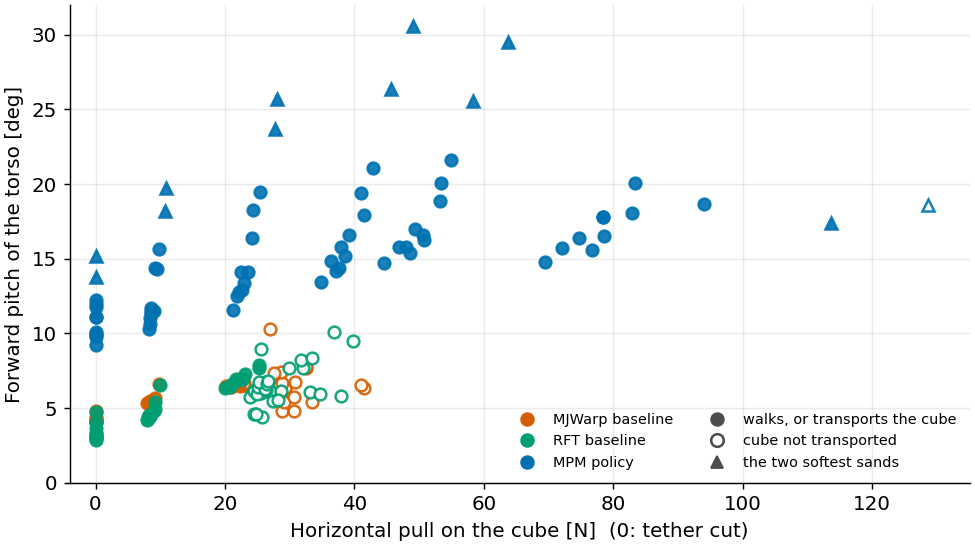 Forward pitch of the torso [deg]
30
25
20
15
10
5
0
0 20 40 60 80 100 120
Horizontal pull on the cube [N] (0: tether cut)
MJWarp baseline
RFT baseline
MPM policy
walks, or transports the cube
cube not transported
the two softest sands